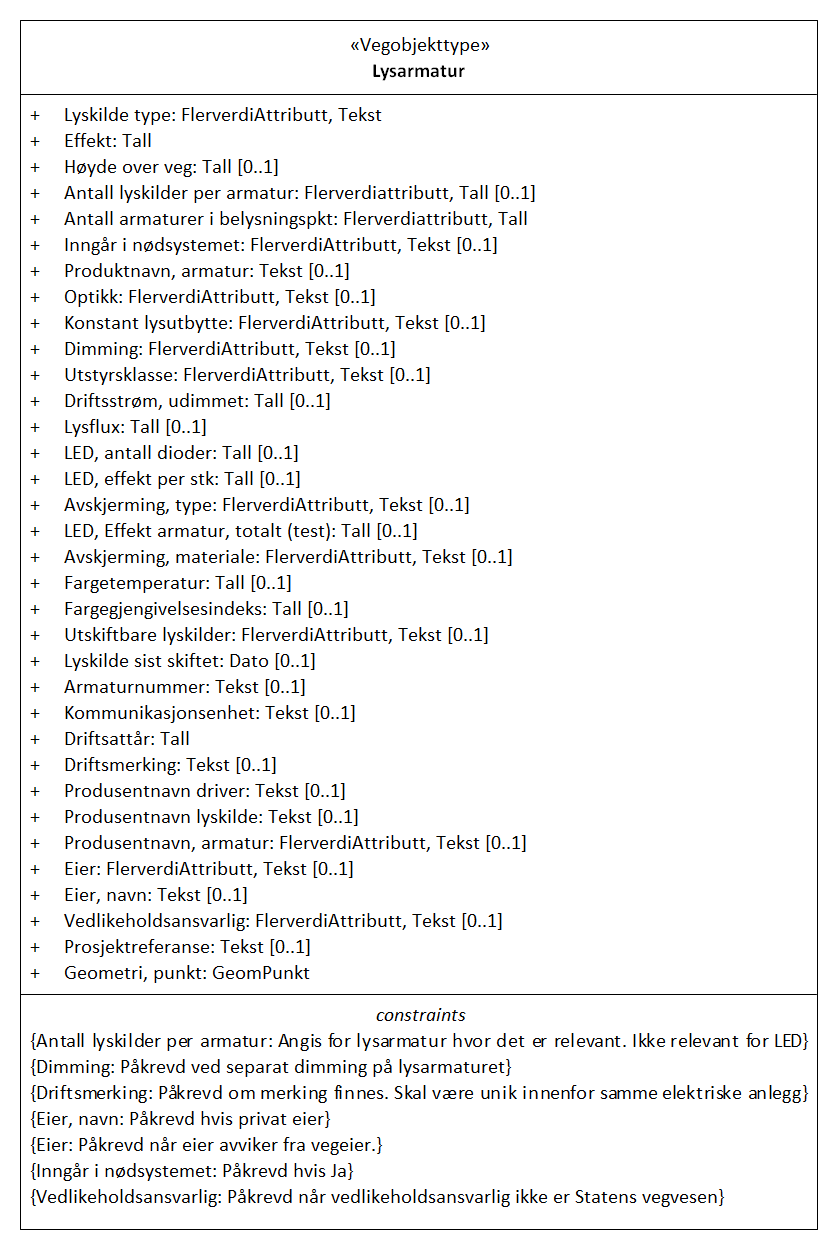 «Vegobjekttype»
Lysarmatur
+ Lyskilde type: FlerverdiAttributt, Tekst
+ Effekt: Tall
+ Høyde over veg: Tall [0..1]
+ Antall lyskilder per armatur: Flerverdiattributt, Tall [0..1]
+ Antall armaturer i belysningspkt: Flerverdiattributt, Tall
+ Inngår i nødsystemet: FlerverdiAttributt, Tekst [0..1]
+ Produktnavn, armatur: Tekst [0..1]
+ Optikk: FlerverdiAttributt, Tekst [0..1]
+ Konstant lysutbytte: FlerverdiAttributt, Tekst [0..1]
+ Dimming: FlerverdiAttributt, Tekst [0..1]
+ Utstyrsklasse: FlerverdiAttributt, Tekst [0..1]
+ Driftsstrøm, udimmet: Tall [0..1]
+ Lysflux: Tall [0..1]
+ LED, antall dioder: Tall [0..1]
+ LED, effekt per stk: Tall [0..1]
+ Avskjerming, type: FlerverdiAttributt, Tekst [0..1]
+ LED, Effekt armatur, totalt (test): Tall [0..1]
+ Avskjerming, materiale: FlerverdiAttributt, Tekst [0..1]
+ Fargetemperatur: Tall [0..1]
+ Fargegjengivelsesindeks: Tall [0..1]
+ Utskiftbare lyskilder: FlerverdiAttributt, Tekst [0..1]
+ Lyskilde sist skiftet: Dato [0..1]
+ Armaturnummer: Tekst [0..1]
+ Kommunikasjonsenhet: Tekst [0..1]
+ Driftsattår: Tall
+ Driftsmerking: Tekst [0..1]
+ Produsentnavn driver: Tekst [0..1]
+ Produsentnavn lyskilde: Tekst [0..1]
+ Produsentnavn, armatur: FlerverdiAttributt, Tekst [0..1]
+ Eier: FlerverdiAttributt, Tekst [0..1]
+ Eier, navn: Tekst [0..1]
+ Vedlikeholdsansvarlig: FlerverdiAttributt, Tekst [0..1]
+ Prosjektreferanse: Tekst [0..1]
+ Geometri, punkt: GeomPunkt
constraints
{Antall lyskilder per armatur: Angis for lysarmatur hvor det er relevant. Ikke relevant for LED}
{Dimming: Påkrevd ved separat dimming på lysarmaturet}
{Driftsmerking: Påkrevd om merking finnes. Skal være unik innenfor samme elektriske anlegg}
{Eier, navn: Påkrevd hvis privat eier}
{Eier: Påkrevd når eier avviker fra vegeier.}
{Inngår i nødsystemet: Påkrevd hvis Ja}
{Vedlikeholdsansvarlig: Påkrevd når vedlikeholdsansvarlig ikke er Statens vegvesen}